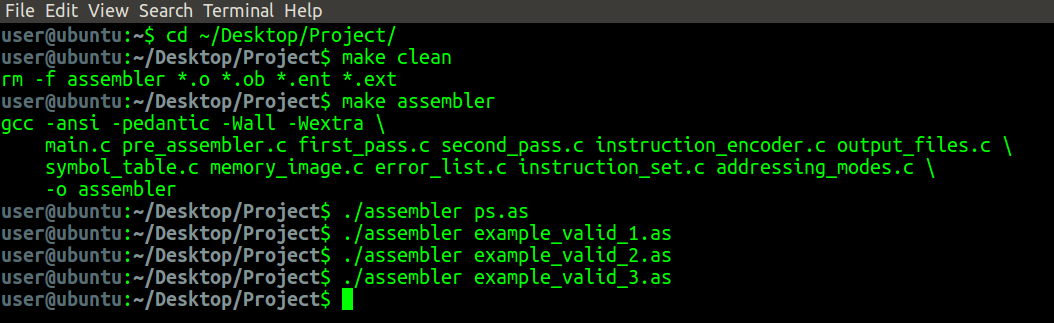 File Edit View Search Terminal Help
user@ubuntu:~$ cd ~/Desktop/Project/
user@ubuntu:~/Desktop/Project$ make clean
rm -f assembler *.o *.ob *.ent *.ext
user@ubuntu:~/Desktop/Project$ make assembler
gcc -ansi -pedantic -Wall -Wextra \
    main.c pre_assembler.c first_pass.c second_pass.c instruction_encoder.c output_files.c \
    symbol_table.c memory_image.c error_list.c instruction_set.c addressing_modes.c \
    -o assembler
user@ubuntu:~/Desktop/Project$ ./assembler ps.as
user@ubuntu:~/Desktop/Project$ ./assembler example_valid_1.as
user@ubuntu:~/Desktop/Project$ ./assembler example_valid_2.as
user@ubuntu:~/Desktop/Project$ ./assembler example_valid_3.as
user@ubuntu:~/Desktop/Project$